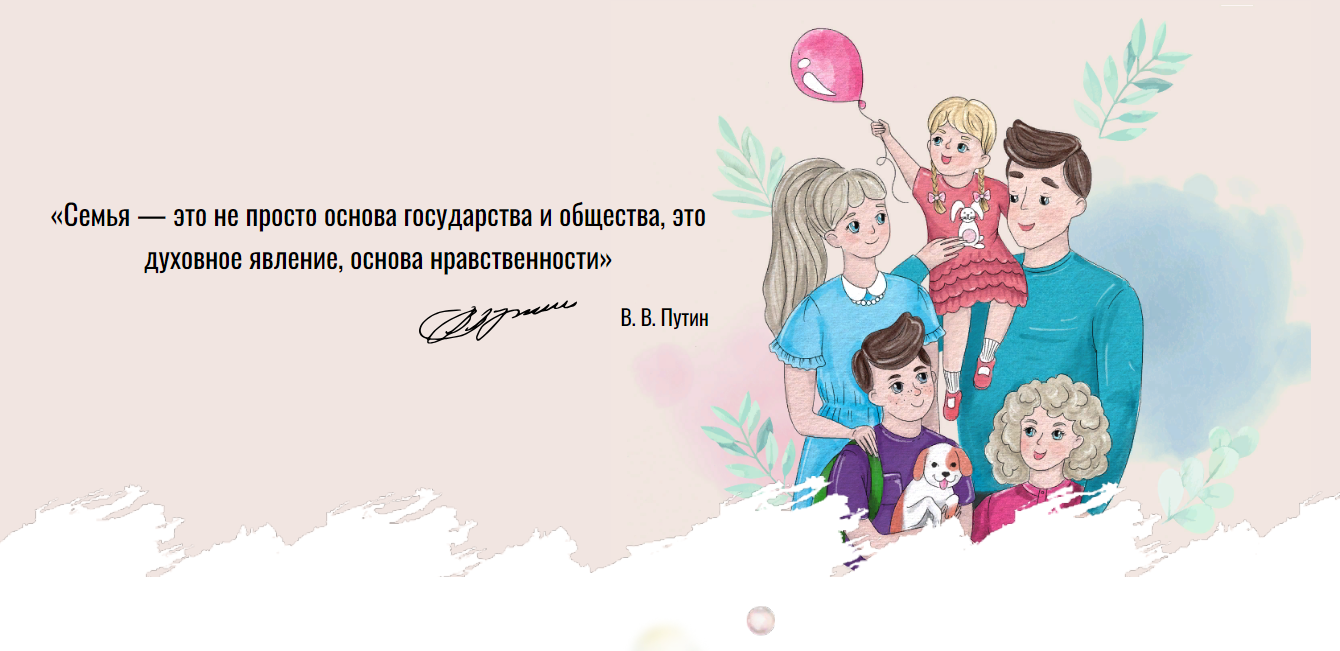 «Семья — это не просто основа государства и общества, это
духовное явление, основа нравственности»
В. В. Путин